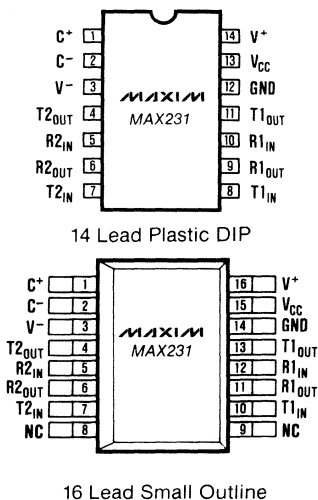 C+ 1 14 V+
C- 2 13 VCC
V- 3 12 GND
MAXIM
T2OUT 4 11 T1OUT
MAX231
R2IN 5 10 R1IN
R2OUT 6 9 R1OUT
T2IN 7 8 T1IN
14 Lead Plastic DIP
C+ 1 16 V+
C- 2 15 VCC
V- 3 14 GND
MAXIM
T2OUT 4 13 T1OUT
MAX231
R2IN 5 12 R1IN
R2OUT 6 11 R1OUT
T2IN 7 10 T1IN
NC 8 9 NC
16 Lead Small Outline